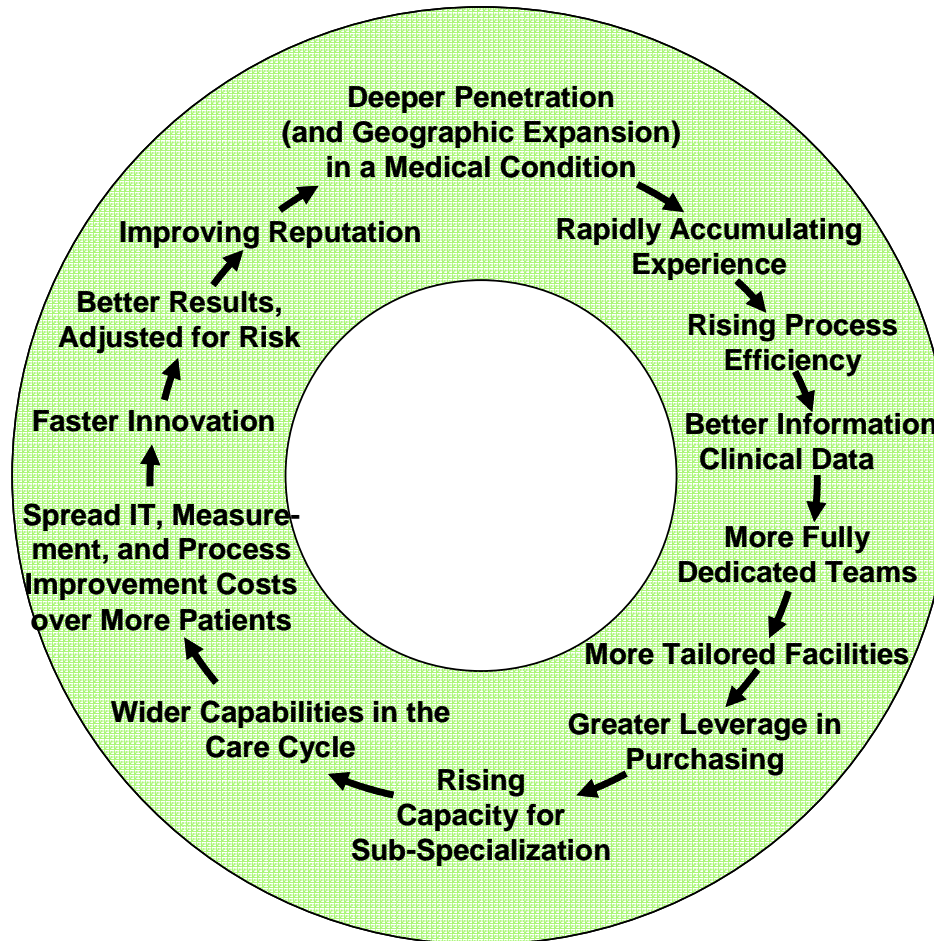 Deeper Penetration
(and Geographic Expansion)
in a Medical Condition
Rapidly Accumulating
Experience
Rising Process
Efficiency
Better Information
Clinical Data
More Fully
Dedicated Teams
More Tailored Facilities
Greater Leverage in
Purchasing
Rising
Capacity for
Sub-Specialization
Wider Capabilities in the
Care Cycle
Spread IT, Measure-
ment, and Process
Improvement Costs
over More Patients
Faster Innovation
Better Results,
Adjusted for Risk
Improving Reputation